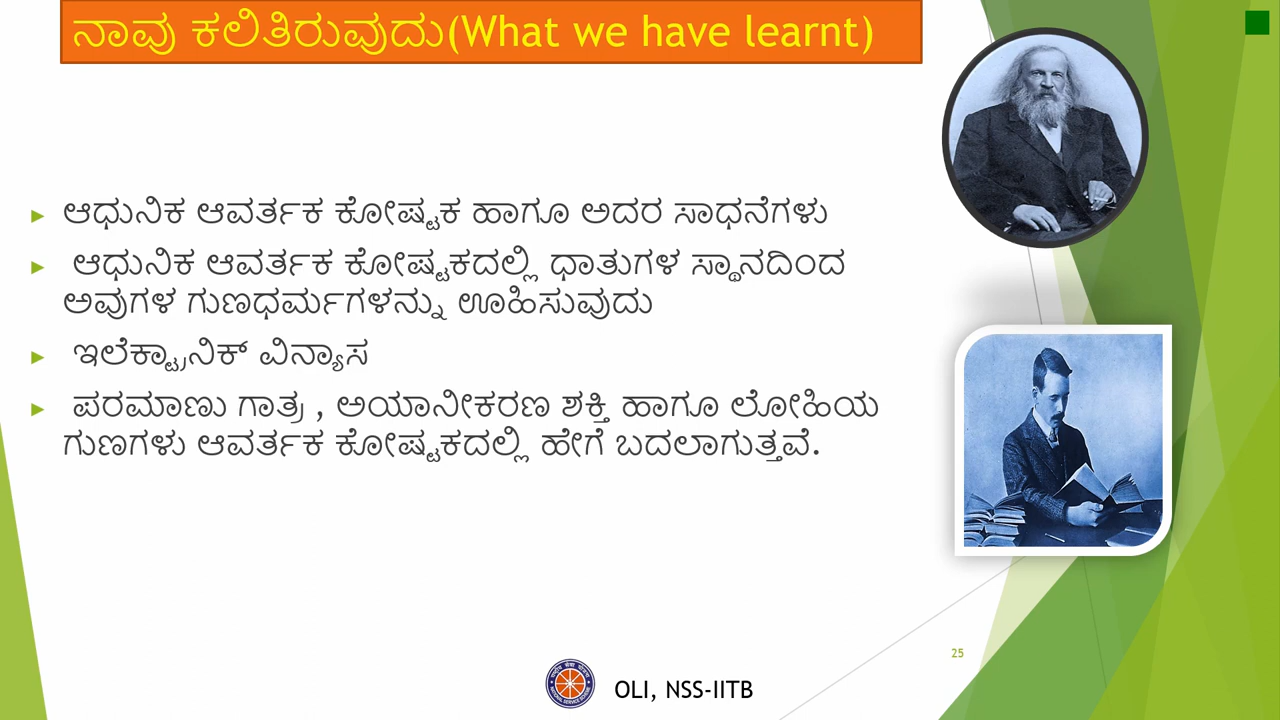 ನಾವು ಕಲಿತಿರುವುದು(What we have learnt)
ಆಧುನಿಕ ಆವರ್ತಕ ಕೋಷ್ಟಕ ಹಾಗೂ ಅದರ ಸಾಧನೆಗಳು
ಆಧುನಿಕ ಆವರ್ತಕ ಕೋಷ್ಟಕದಲ್ಲಿ ಧಾತುಗಳ ಸ್ಥಾನದಿಂದ
ಅವುಗಳ ಗುಣಧರ್ಮಗಳನ್ನು ಊಹಿಸುವುದು
ಇಲೆಕ್ಟ್ರಾನಿಕ್ ವಿನ್ಯಾಸ
ಪರಮಾಣು ಗಾತ್ರ , ಅಯಾನೀಕರಣ ಶಕ್ತಿ ಹಾಗೂ ಲೋಹಿಯ
ಗುಣಗಳು ಆವರ್ತಕ ಕೋಷ್ಟಕದಲ್ಲಿ ಹೇಗೆ ಬದಲಾಗುತ್ತವೆ.
25
OLI, NSS-IITB